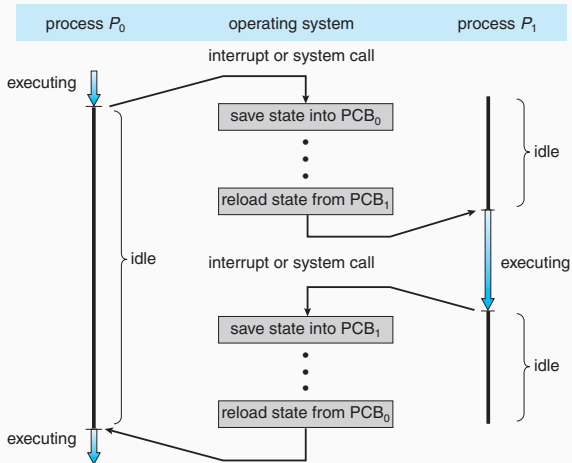 process P₀ operating system process P₁
interrupt or system call
executing
save state into PCB₀
idle
reload state from PCB₁
idle
interrupt or system call
executing
save state into PCB₁
idle
reload state from PCB₀
executing